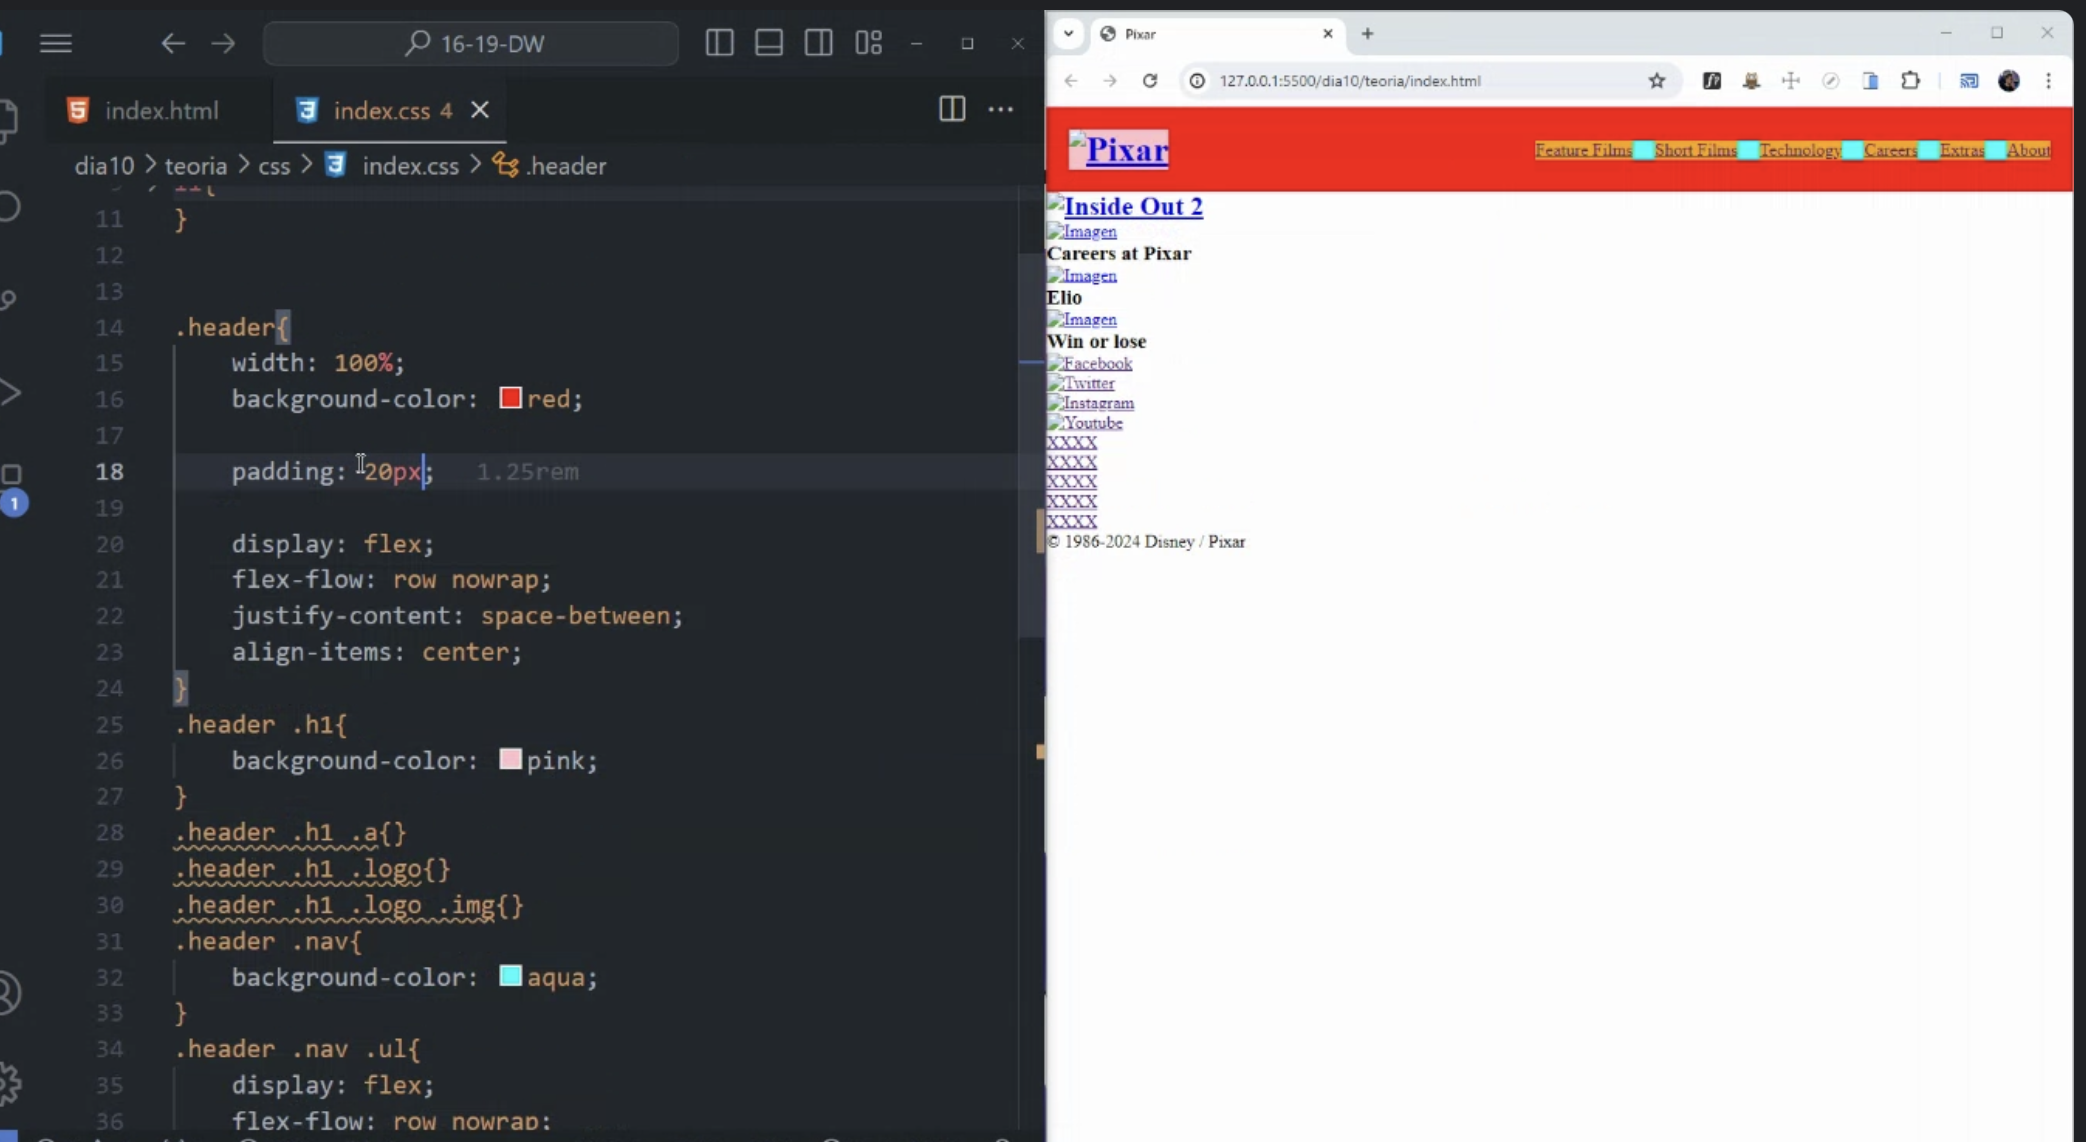 16-19-DW
index.html
index.css 4
dia10 > teoria > css > index.css > .header
11 }
12
13
14 .header{
15 width: 100%;
16 background-color: red;
17
18 padding: 20px; 1.25rem
19
20 display: flex;
21 flex-flow: row nowrap;
22 justify-content: space-between;
23 align-items: center;
24 }
25 .header .h1{
26 background-color: pink;
27 }
28 .header .h1 .a{}
29 .header .h1 .logo{}
30 .header .h1 .logo .img{}
31 .header .nav{
32 background-color: aqua;
33 }
34 .header .nav .ul{
35 display: flex;
36 flex-flow: row nowrap;
1
Pixar
127.0.0.1:5500/dia10/teoria/index.html
Pixar
Feature Films Short Films Technology Careers Extras About
Inside Out 2
Imagen
Careers at Pixar
Imagen
Elio
Imagen
Win or lose
Facebook
Twitter
Instagram
Youtube
XXXX
XXXX
XXXX
XXXX
XXXX
© 1986-2024 Disney / Pixar